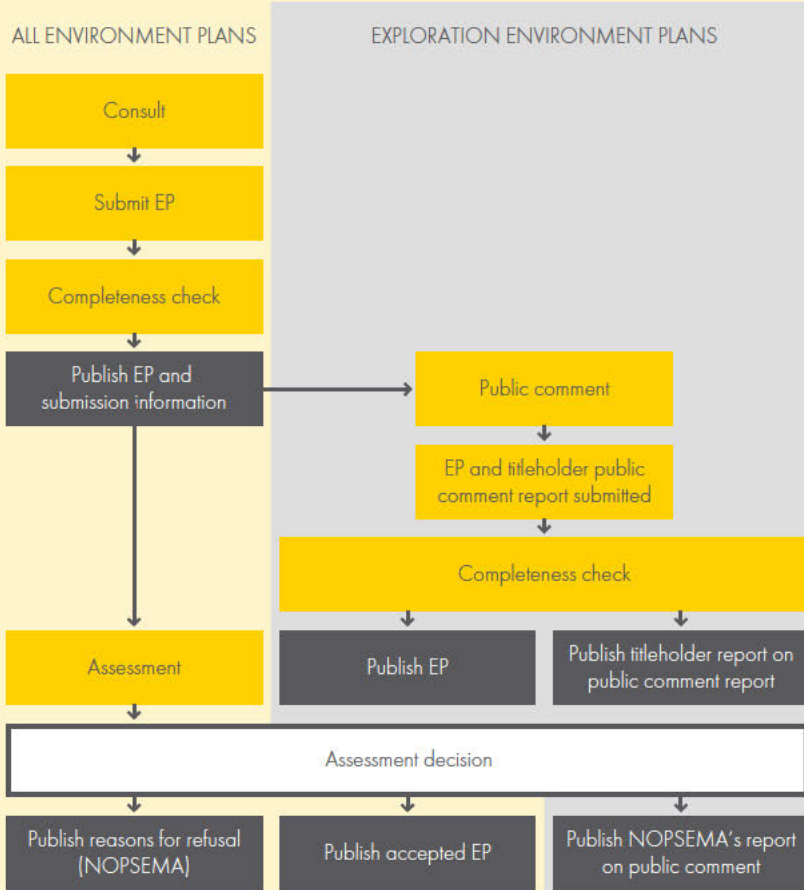 ALL ENVIRONMENT PLANS
EXPLORATION ENVIRONMENT PLANS
Consult
Submit EP
Completeness check
Publish EP and
submission information
Public comment
EP and titleholder public
comment report submitted
Completeness check
Assessment
Publish EP
Publish titleholder report on
public comment report
Assessment decision
Publish reasons for refusal
(NOPSEMA)
Publish accepted EP
Publish NOPSEMA's report
on public comment